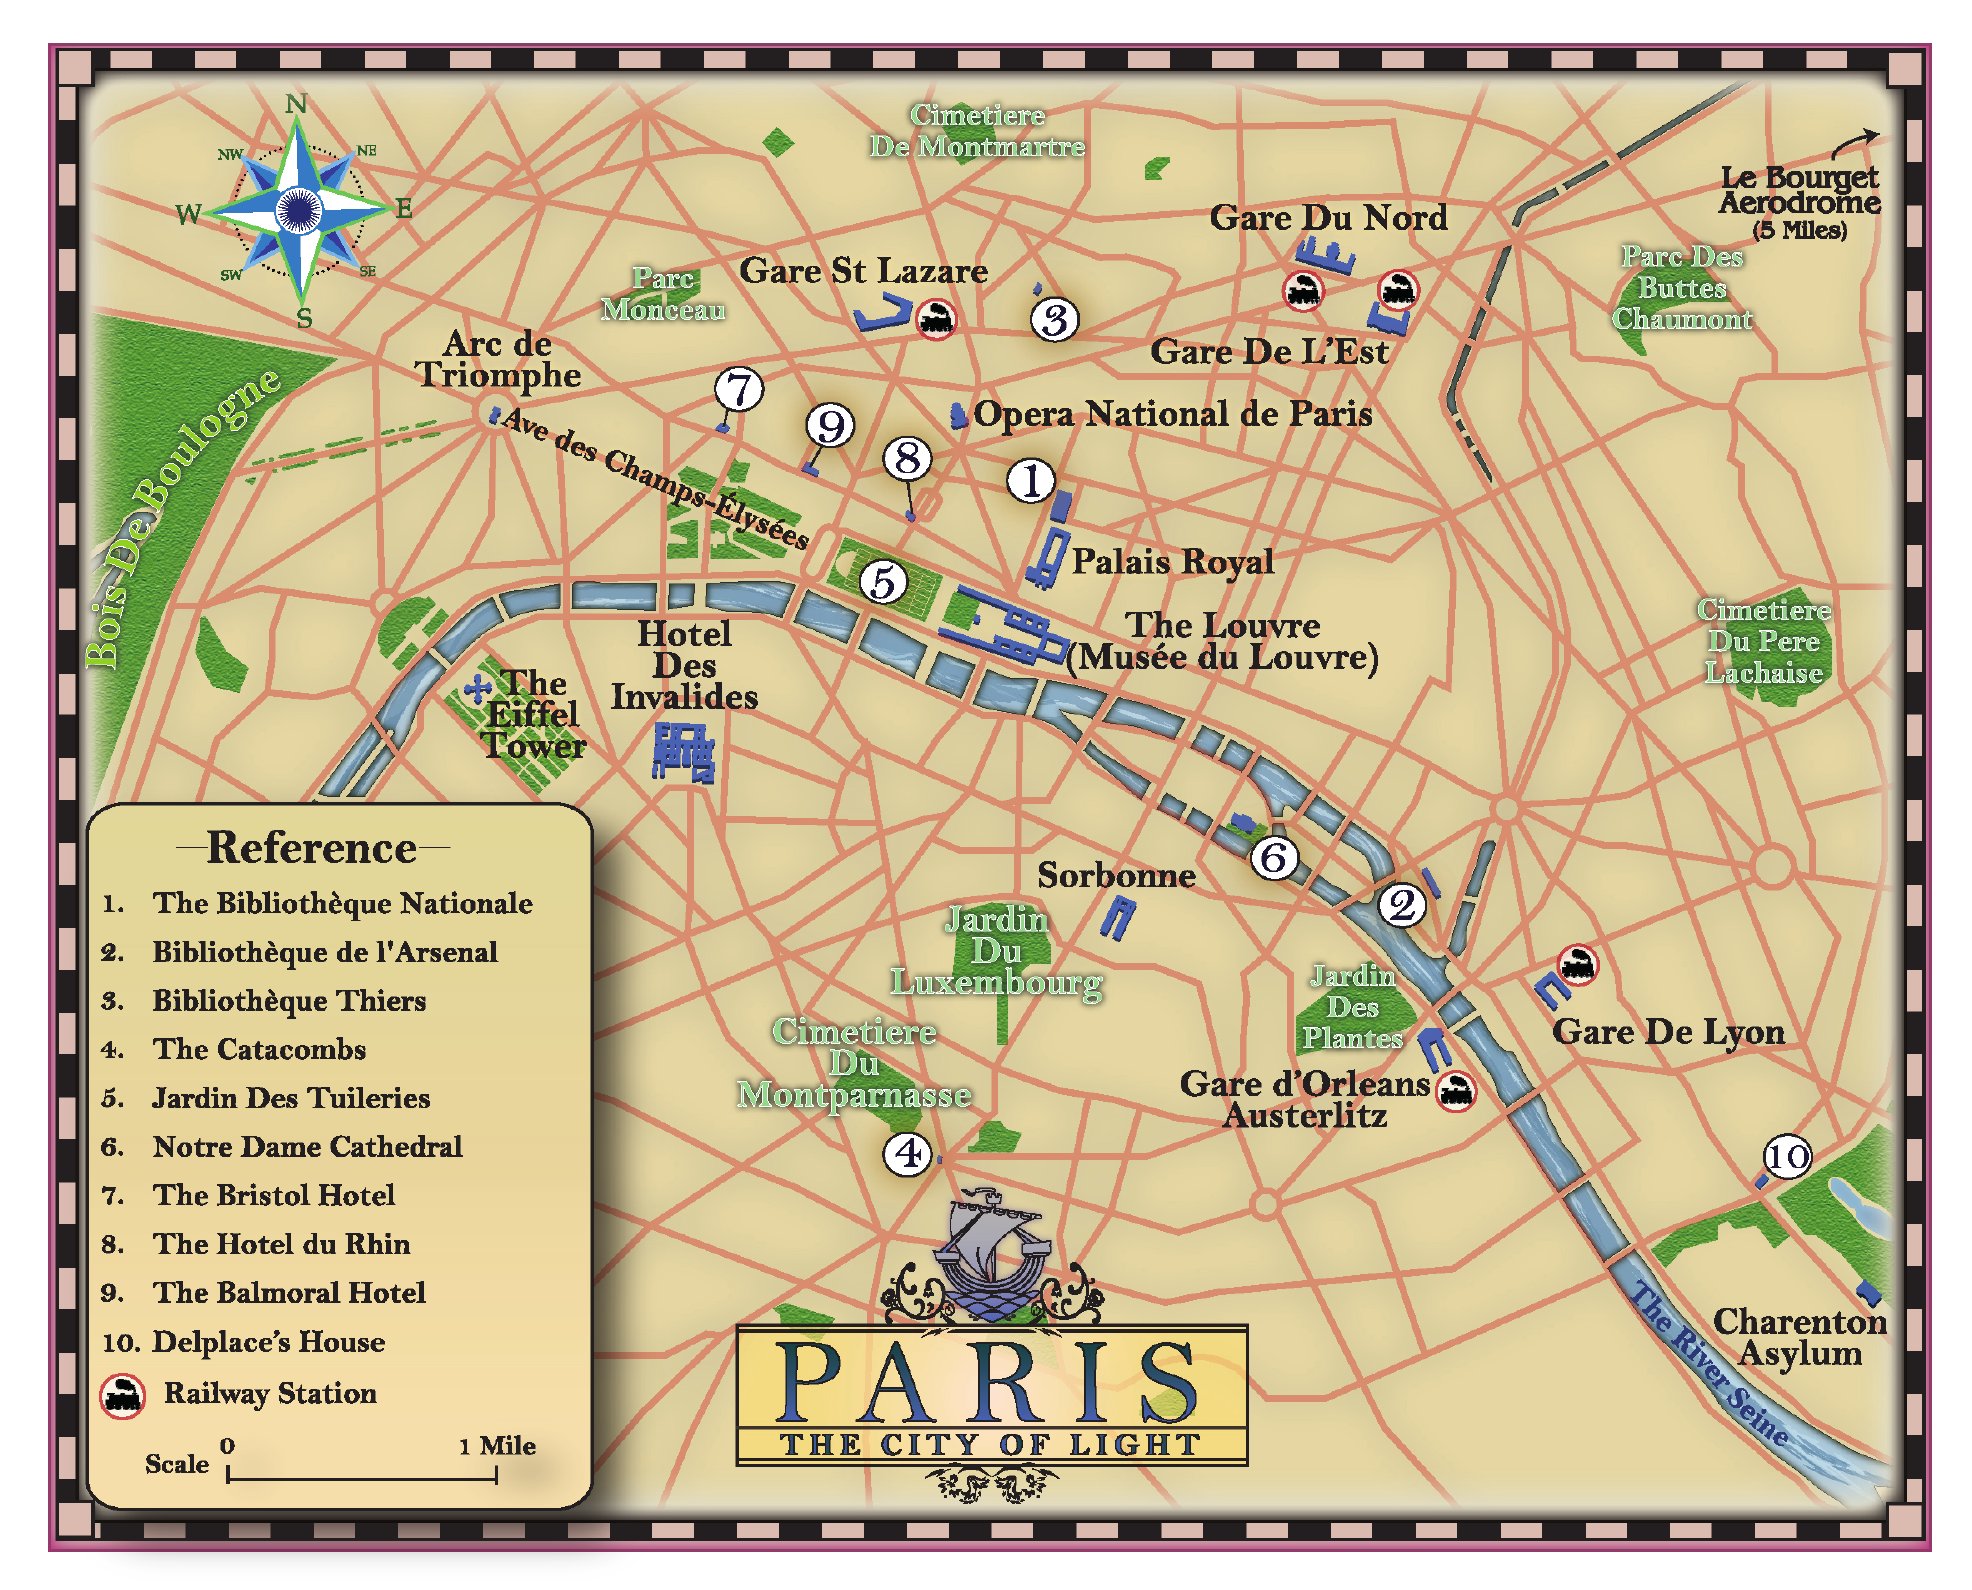 Cimetiere
De Montmartre
N
NW
NE
W
E
SW
SE
S
Le Bourget
Aerodrome
(5 Miles)
Gare Du Nord
Parc Des
Buttes
Chaumont
Parc
Monceau
Gare St Lazare
3
Arc de
Triomphe
Gare De L'Est
7
9
8
Opera National de Paris
Ave des Champs-Élysées
Bois De Boulogne
1
5
Palais Royal
The Louvre
(Musée du Louvre)
Cimetiere
Du Pere
Lachaise
Hotel
Des
Invalides
The
Eiffel
Tower
6
Sorbonne
2
Jardin
Du
Luxembourg
Jardin
Des
Plantes
Gare De Lyon
Cimetiere
Du
Montparnasse
Gare d'Orleans
Austerlitz
4
10
Charenton
Asylum
The River Seine
Reference
1. The Bibliothèque Nationale
2. Bibliothèque de l'Arsenal
3. Bibliothèque Thiers
4. The Catacombs
5. Jardin Des Tuileries
6. Notre Dame Cathedral
7. The Bristol Hotel
8. The Hotel du Rhin
9. The Balmoral Hotel
10. Delplace's House
Railway Station
Scale 0 1 Mile
PARIS
THE CITY OF LIGHT